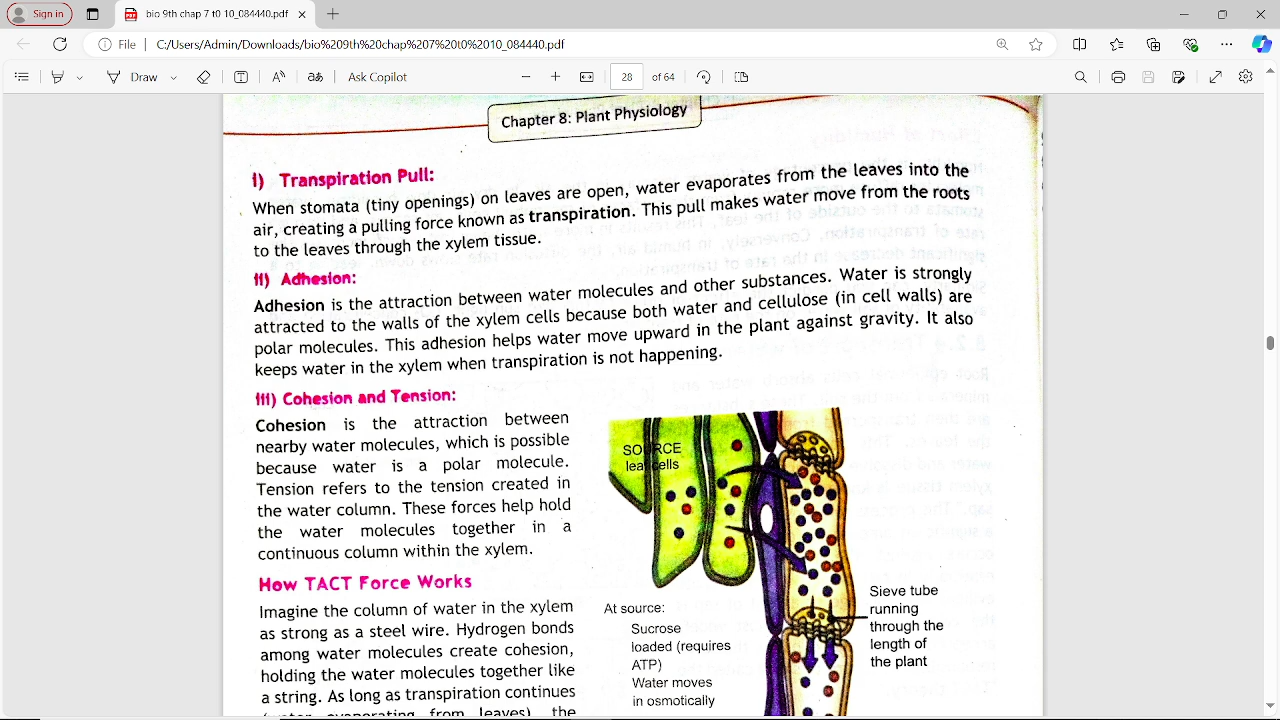 Sign in
bio 9th chap 7 t0 10_084440.pdf
File
C:/Users/Admin/Downloads/bio%209th%20chap%207%20t0%2010_084440.pdf
Draw
Ask Copilot
28
of 64
Chapter 8: Plant Physiology
i) Transpiration Pull:
When stomata (tiny openings) on leaves are open, water evaporates from the leaves into the
air, creating a pulling force known as transpiration. This pull makes water move from the roots
to the leaves through the xylem tissue.
ii) Adhesion:
Adhesion is the attraction between water molecules and other substances. Water is strongly
attracted to the walls of the xylem cells because both water and cellulose (in cell walls) are
polar molecules. This adhesion helps water move upward in the plant against gravity. It also
keeps water in the xylem when transpiration is not happening.
iii) Cohesion and Tension:
Cohesion is the attraction between
nearby water molecules, which is possible
because water is a polar molecule.
Tension refers to the tension created in
the water column. These forces help hold
the water molecules together in a
continuous column within the xylem.
How TACT Force Works
Imagine the column of water in the xylem
as strong as a steel wire. Hydrogen bonds
among water molecules create cohesion,
holding the water molecules together like
a string. As long as transpiration continues
(water evaporating from leaves), the
SOURCE
leaf cells
At source:
Sucrose
loaded (requires
ATP)
Water moves
in osmotically
Sieve tube
running
through the
length of
the plant